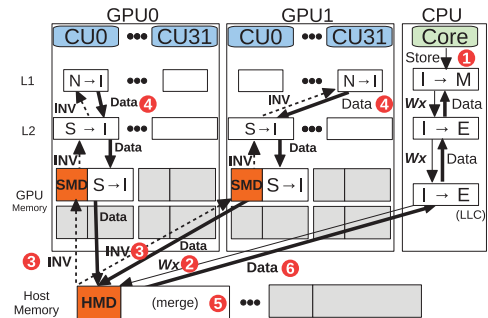 GPU0 GPU1 CPU
CU0 ●●● CU31 CU0 ●●● CU31 Core
Store 1
L1 N→I ●●● ●●● N→I I→M
INV Data 4 INV Data 4 Wx Data
L2 S→I ●●● S→I ●●● I→E
INV Data INV Data Wx Data
GPU Memory SMD S→I SMD S→I I→E
(LLC)
Data Data
3 INV INV 3 Wx 2 Data 6
Host Memory HMD (merge) 5 ●●●